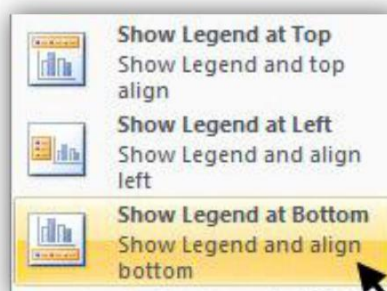 Show Legend at Top
Show Legend and top
align
Show Legend at Left
Show Legend and align
left
Show Legend at Bottom
Show Legend and align
bottom